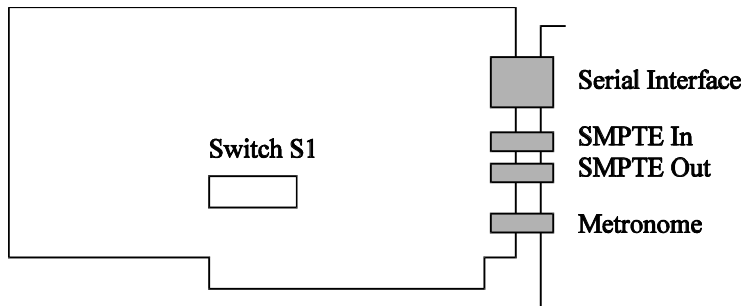 Serial Interface
SMPTE In
Switch S1
SMPTE Out
Metronome